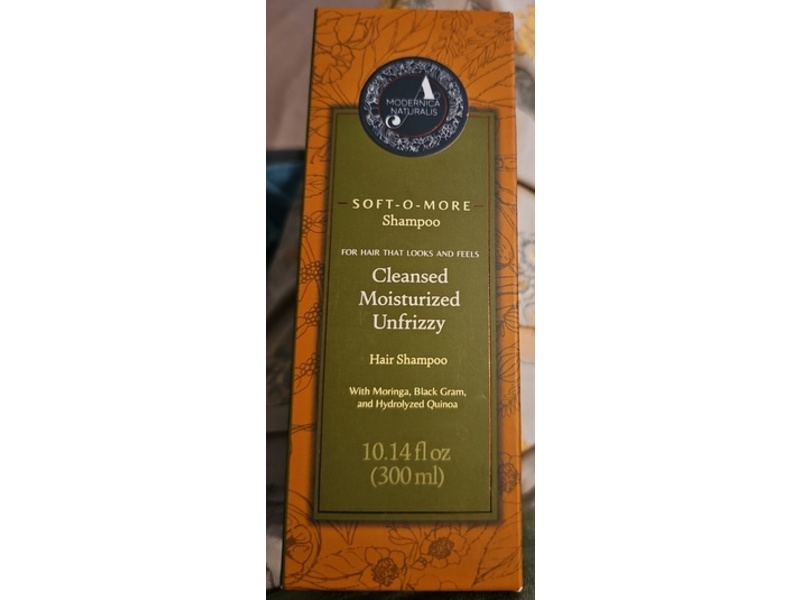 A
MODERNICA
NATURALIS
SOFT-O-MORE
Shampoo
FOR HAIR THAT LOOKS AND FEELS
Cleansed
Moisturized
Unfrizzy
Hair Shampoo
With Moringa, Black Gram,
and Hydrolyzed Quinoa
10.14 fl oz
(300 ml)